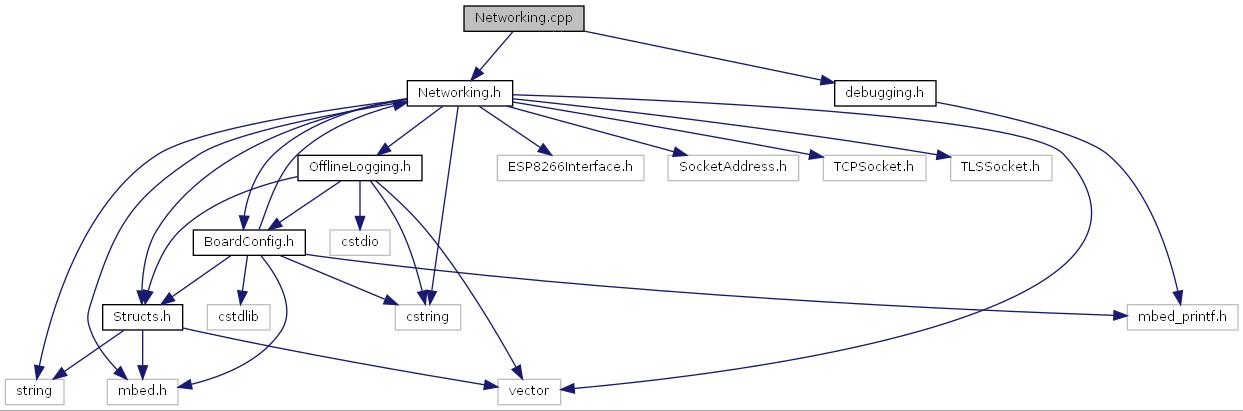 Networking.cpp
Networking.h
debugging.h
OfflineLogging.h
ESP8266Interface.h
SocketAddress.h
TCPSocket.h
TLSSocket.h
BoardConfig.h
cstdio
Structs.h
cstdlib
cstring
mbed_printf.h
string
mbed.h
vector